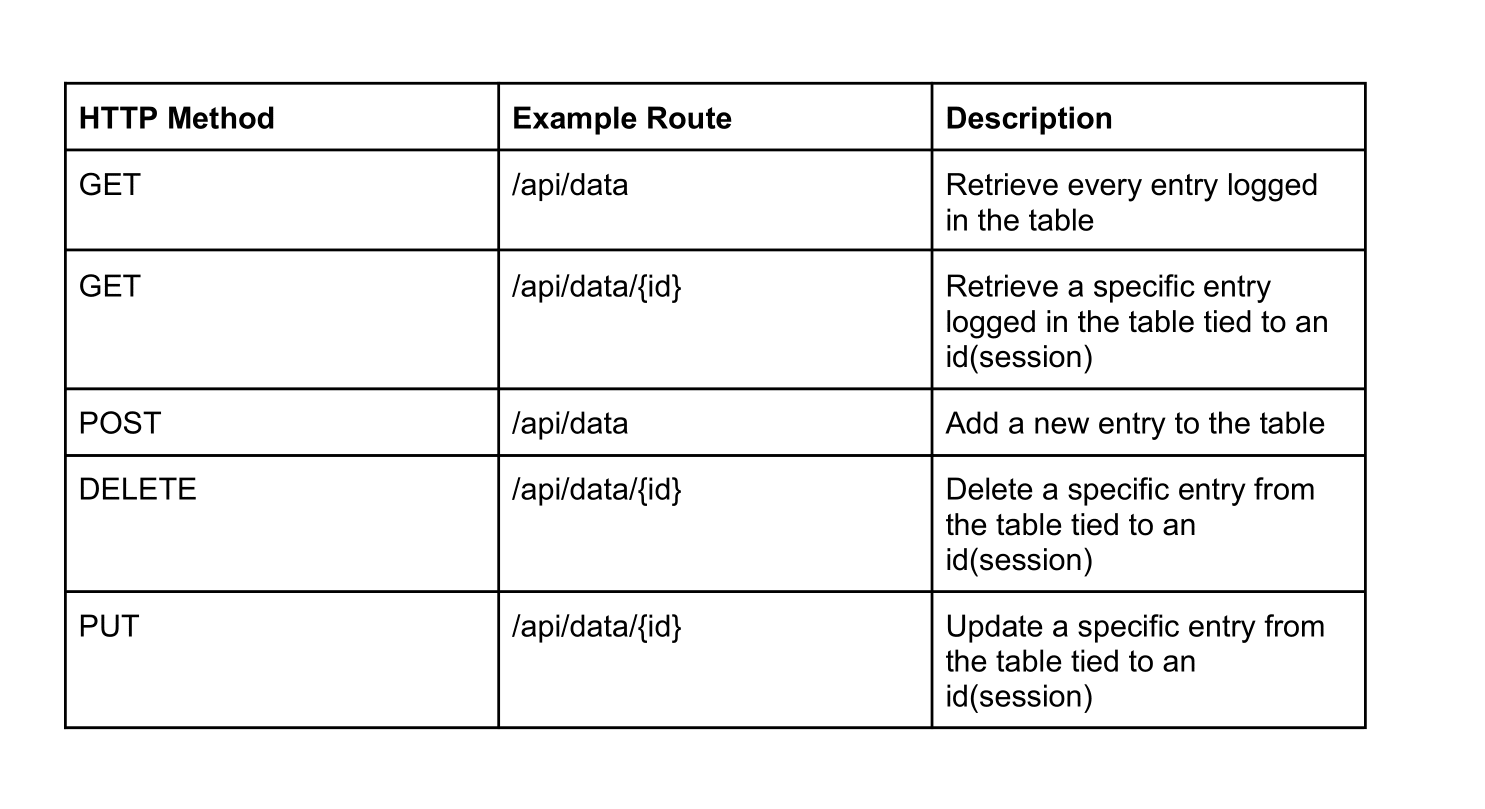 HTTP Method
Example Route
Description
GET
/api/data
Retrieve every entry logged
in the table
GET
/api/data/{id}
Retrieve a specific entry
logged in the table tied to an
id(session)
POST
/api/data
Add a new entry to the table
DELETE
/api/data/{id}
Delete a specific entry from
the table tied to an
id(session)
PUT
/api/data/{id}
Update a specific entry from
the table tied to an
id(session)